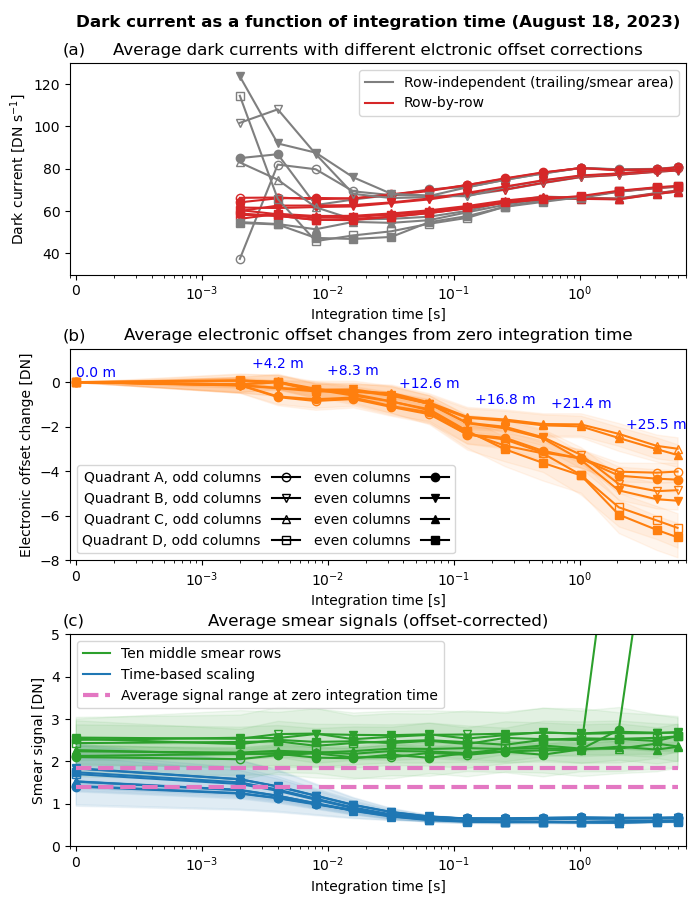 Dark current as a function of integration time (August 18, 2023)
(a) Average dark currents with different elctronic offset corrections
Dark current [DN s⁻¹]
120
100
80
60
40
Row-independent (trailing/smear area)
Row-by-row
0 10⁻³ 10⁻² 10⁻¹ 10⁰
Integration time [s]
(b) Average electronic offset changes from zero integration time
Electronic offset change [DN]
0
−2
−4
−6
−8
0.0 m +4.2 m +8.3 m +12.6 m +16.8 m +21.4 m +25.5 m
Quadrant A, odd columns even columns
Quadrant B, odd columns even columns
Quadrant C, odd columns even columns
Quadrant D, odd columns even columns
0 10⁻³ 10⁻² 10⁻¹ 10⁰
Integration time [s]
(c) Average smear signals (offset-corrected)
Smear signal [DN]
5
4
3
2
1
0
Ten middle smear rows
Time-based scaling
Average signal range at zero integration time
0 10⁻³ 10⁻² 10⁻¹ 10⁰
Integration time [s]